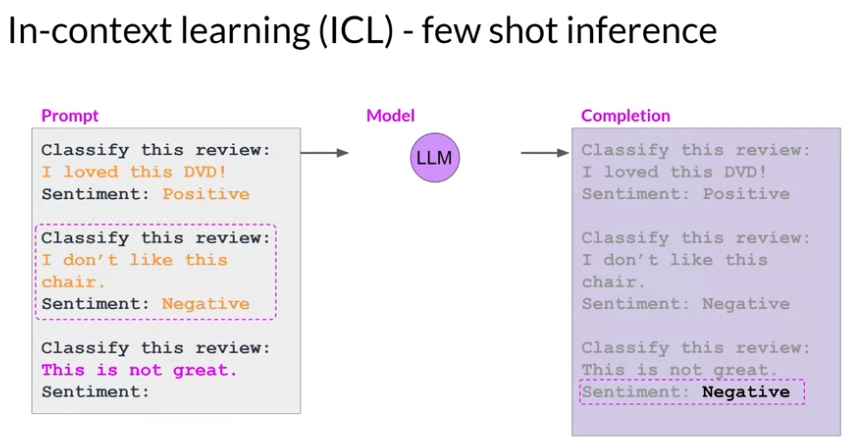 In-context learning (ICL) - few shot inference
Prompt
Classify this review:
I loved this DVD!
Sentiment: Positive
Classify this review:
I don't like this
chair.
Sentiment: Negative
Classify this review:
This is not great.
Sentiment:
Model
LLM
Completion
Classify this review:
I loved this DVD!
Sentiment: Positive
Classify this review:
I don't like this
chair.
Sentiment: Negative
Classify this review:
This is not great.
Sentiment: Negative